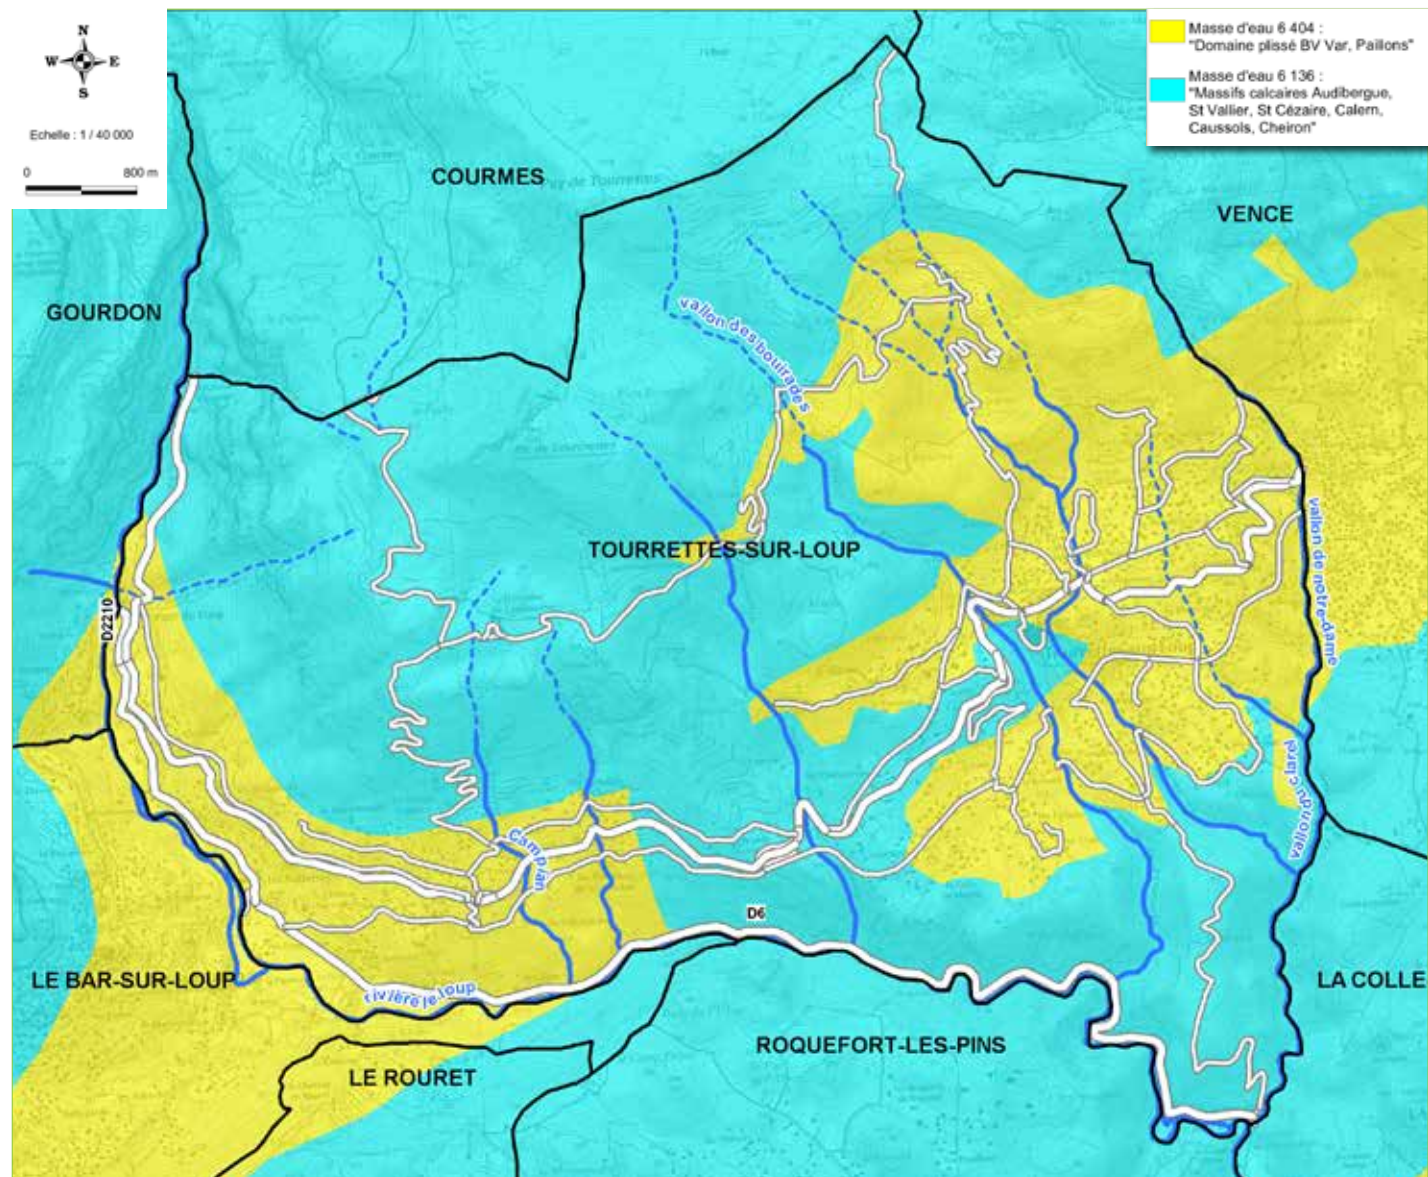 N
W E
S
Echelle : 1 / 40 000
0 800 m
Masse d'eau 6 404 :
"Domaine plissé BV Var, Paillons"
Masse d'eau 6 136 :
"Massifs calcaires Audibergue,
St Vallier, St Cézaire, Calern,
Caussols, Cheiron"
COURMES
VENCE
GOURDON
vallon des bouirades
TOURRETTES-SUR-LOUP
vallon de notre-dame
D2210
vallon du clarel
Camplan
D6
LE BAR-SUR-LOUP
rivière le loup
LA COLLE
ROQUEFORT-LES-PINS
LE ROURET